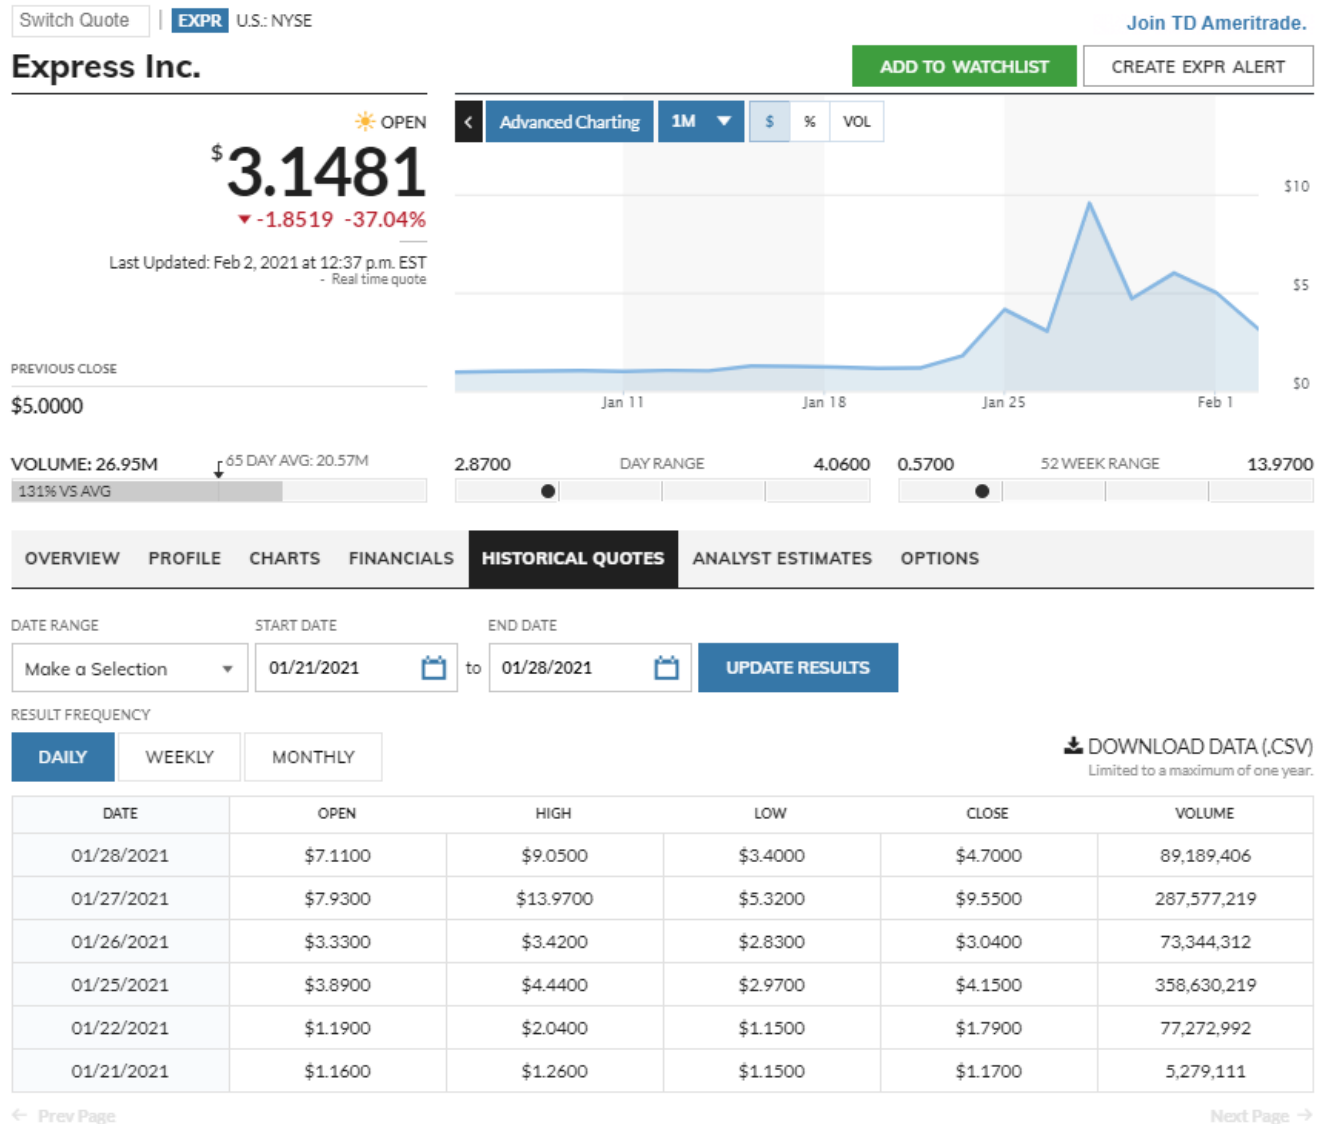 Switch Quote | EXPR U.S.: NYSE
Join TD Ameritrade.
Express Inc.
ADD TO WATCHLIST
CREATE EXPR ALERT
OPEN
$3.1481
-1.8519 -37.04%
Last Updated: Feb 2, 2021 at 12:37 p.m. EST
- Real time quote
PREVIOUS CLOSE
$5.0000
< Advanced Charting 1M $ % VOL
$10
$5
$0
Jan 11 Jan 18 Jan 25 Feb 1
VOLUME: 26.95M 65 DAY AVG: 20.57M
131% VS AVG
2.8700 DAY RANGE 4.0600
0.5700 52 WEEK RANGE 13.9700
OVERVIEW PROFILE CHARTS FINANCIALS HISTORICAL QUOTES ANALYST ESTIMATES OPTIONS
DATE RANGE START DATE END DATE
Make a Selection 01/21/2021 to 01/28/2021 UPDATE RESULTS
RESULT FREQUENCY
DAILY WEEKLY MONTHLY
DOWNLOAD DATA (.CSV)
Limited to a maximum of one year.
DATE OPEN HIGH LOW CLOSE VOLUME
01/28/2021 $7.1100 $9.0500 $3.4000 $4.7000 89,189,406
01/27/2021 $7.9300 $13.9700 $5.3200 $9.5500 287,577,219
01/26/2021 $3.3300 $3.4200 $2.8300 $3.0400 73,344,312
01/25/2021 $3.8900 $4.4400 $2.9700 $4.1500 358,630,219
01/22/2021 $1.1900 $2.0400 $1.1500 $1.7900 77,272,992
01/21/2021 $1.1600 $1.2600 $1.1500 $1.1700 5,279,111
← Prev Page Next Page →